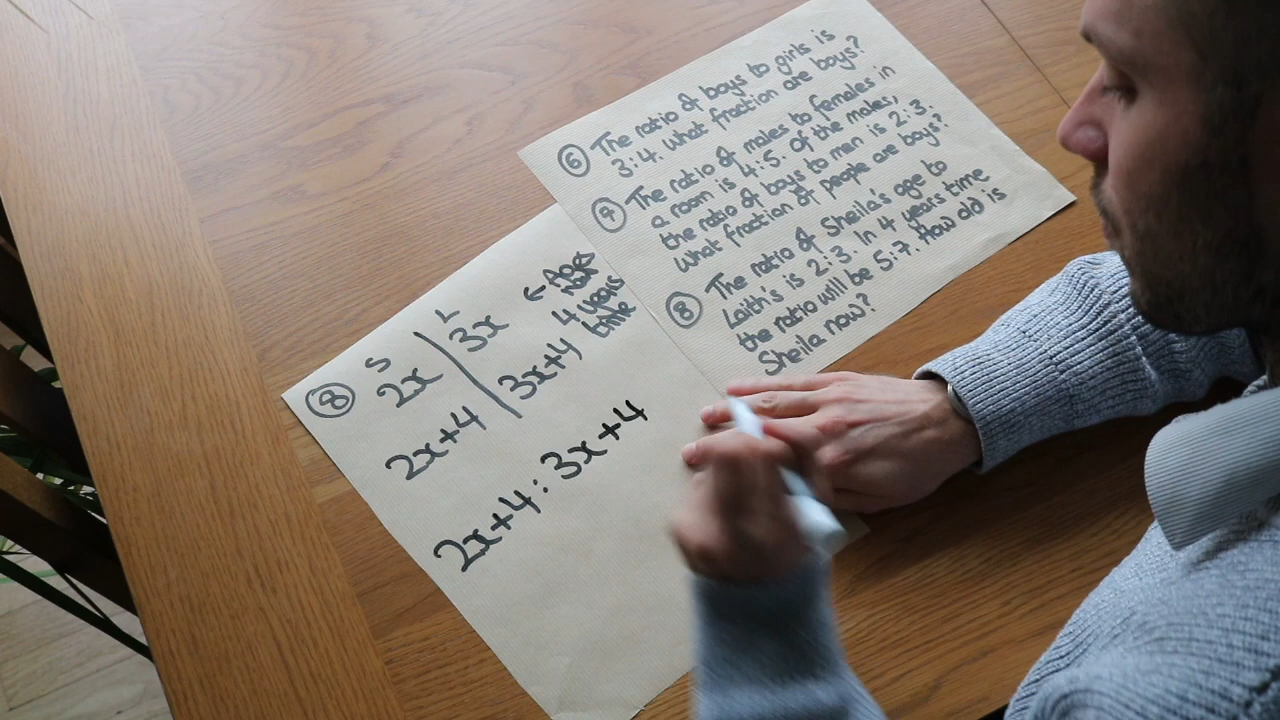 ⑥ The ratio of boys to girls is
3:4. What fraction are boys?
⑦ The ratio of males to females in
a room is 4:5. Of the males,
the ratio of boys to men is 2:3.
What fraction of people are boys?
⑧ The ratio of Sheila's age to
Laith's is 2:3. In 4 years time
the ratio will be 5:7. How old is
Sheila now?
⑧ S L
2x 3x ← Ages now
2x+4 3x+4 4 years time
2x+4 : 3x+4